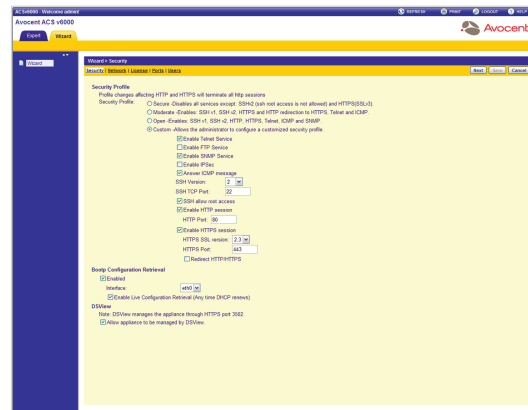 ACSv6000 - Welcome admin!
REFRESH PRINT LOGOUT HELP
Avocent ACS v6000
Avocent
Expert Wizard
Wizard
Wizard > Security
Security | Network | License | Ports | Users
Next Save Cancel
Security Profile
Profile changes affecting HTTP and HTTPS will terminate all http sessions
Security Profile:
Secure -Disables all services except: SSHv2 (ssh root access is not allowed) and HTTPS(SSLv3).
Moderate -Enables: SSH v1, SSH v2, HTTPS and HTTP redirection to HTTPS, Telnet and ICMP.
Open -Enables: SSH v1, SSH v2, HTTP, HTTPS, Telnet, ICMP and SNMP.
Custom -Allows the administrator to configure a customized security profile.
Enable Telnet Service
Enable FTP Service
Enable SNMP Service
Enable IPSec
Answer ICMP message
SSH Version: 2
SSH TCP Port: 22
SSH allow root access
Enable HTTP session
HTTP Port: 80
Enable HTTPS session
HTTPS SSL version: 2,3
HTTPS Port: 443
Redirect HTTP/HTTPS
Bootp Configuration Retrieval
Enabled
Interface: eth0
Enable Live Configuration Retrieval (Any time DHCP renews)
DSView
Note: DSView manages the appliance through HTTPS port 3502.
Allow appliance to be managed by DSView.